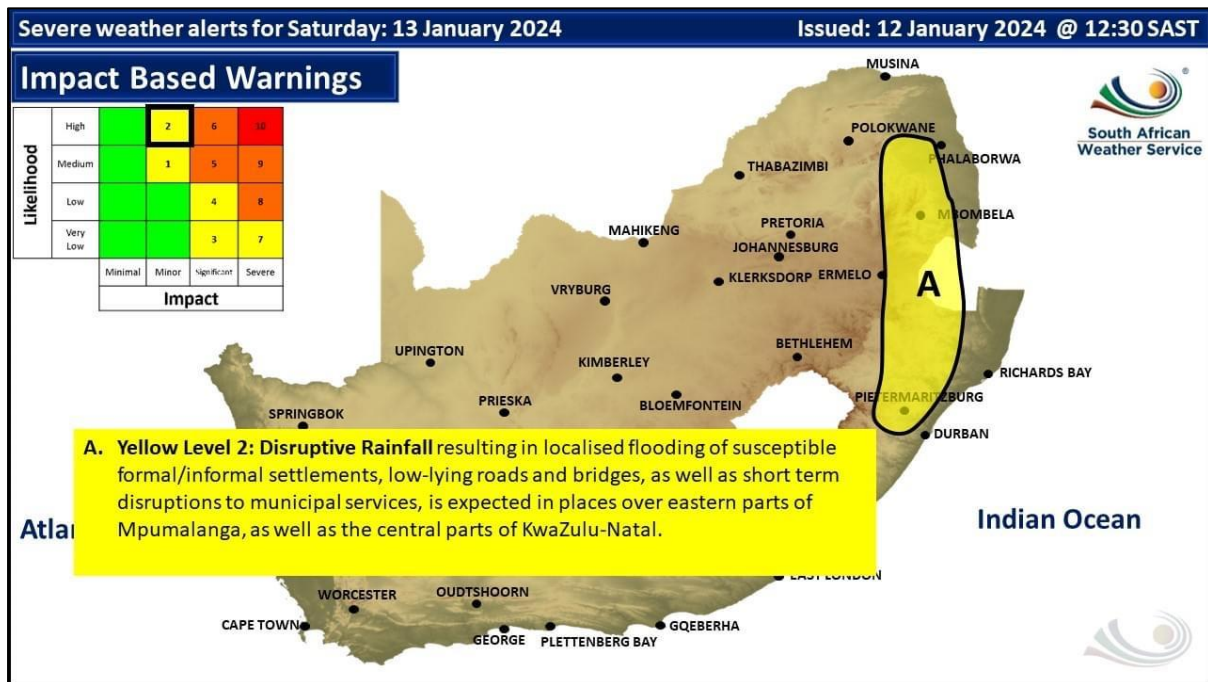 Severe weather alerts for Saturday: 13 January 2024
Issued: 12 January 2024 @ 12:30 SAST
Impact Based Warnings
South African
Weather Service
Likelihood
High 2 6 10
Medium 1 5 9
Low 4 8
Very
Low 3 7
Minimal Minor Significant Severe
Impact
MUSINA
POLOKWANE
PHALABORWA
THABAZIMBI
MBOMBELA
PRETORIA
MAHIKENG
JOHANNESBURG
ERMELO
KLERKSDORP
A
VRYBURG
BETHLEHEM
UPINGTON
KIMBERLEY
RICHARDS BAY
PRIESKA
BLOEMFONTEIN
PIETERMARITZBURG
SPRINGBOK
DURBAN
A. Yellow Level 2: Disruptive Rainfall resulting in localised flooding of susceptible
formal/informal settlements, low-lying roads and bridges, as well as short term
disruptions to municipal services, is expected in places over eastern parts of
Mpumalanga, as well as the central parts of KwaZulu-Natal.
Atla
Indian Ocean
EAST LONDON
WORCESTER
OUDTSHOORN
CAPE TOWN
GEORGE
PLETTENBERG BAY
GQEBERHA